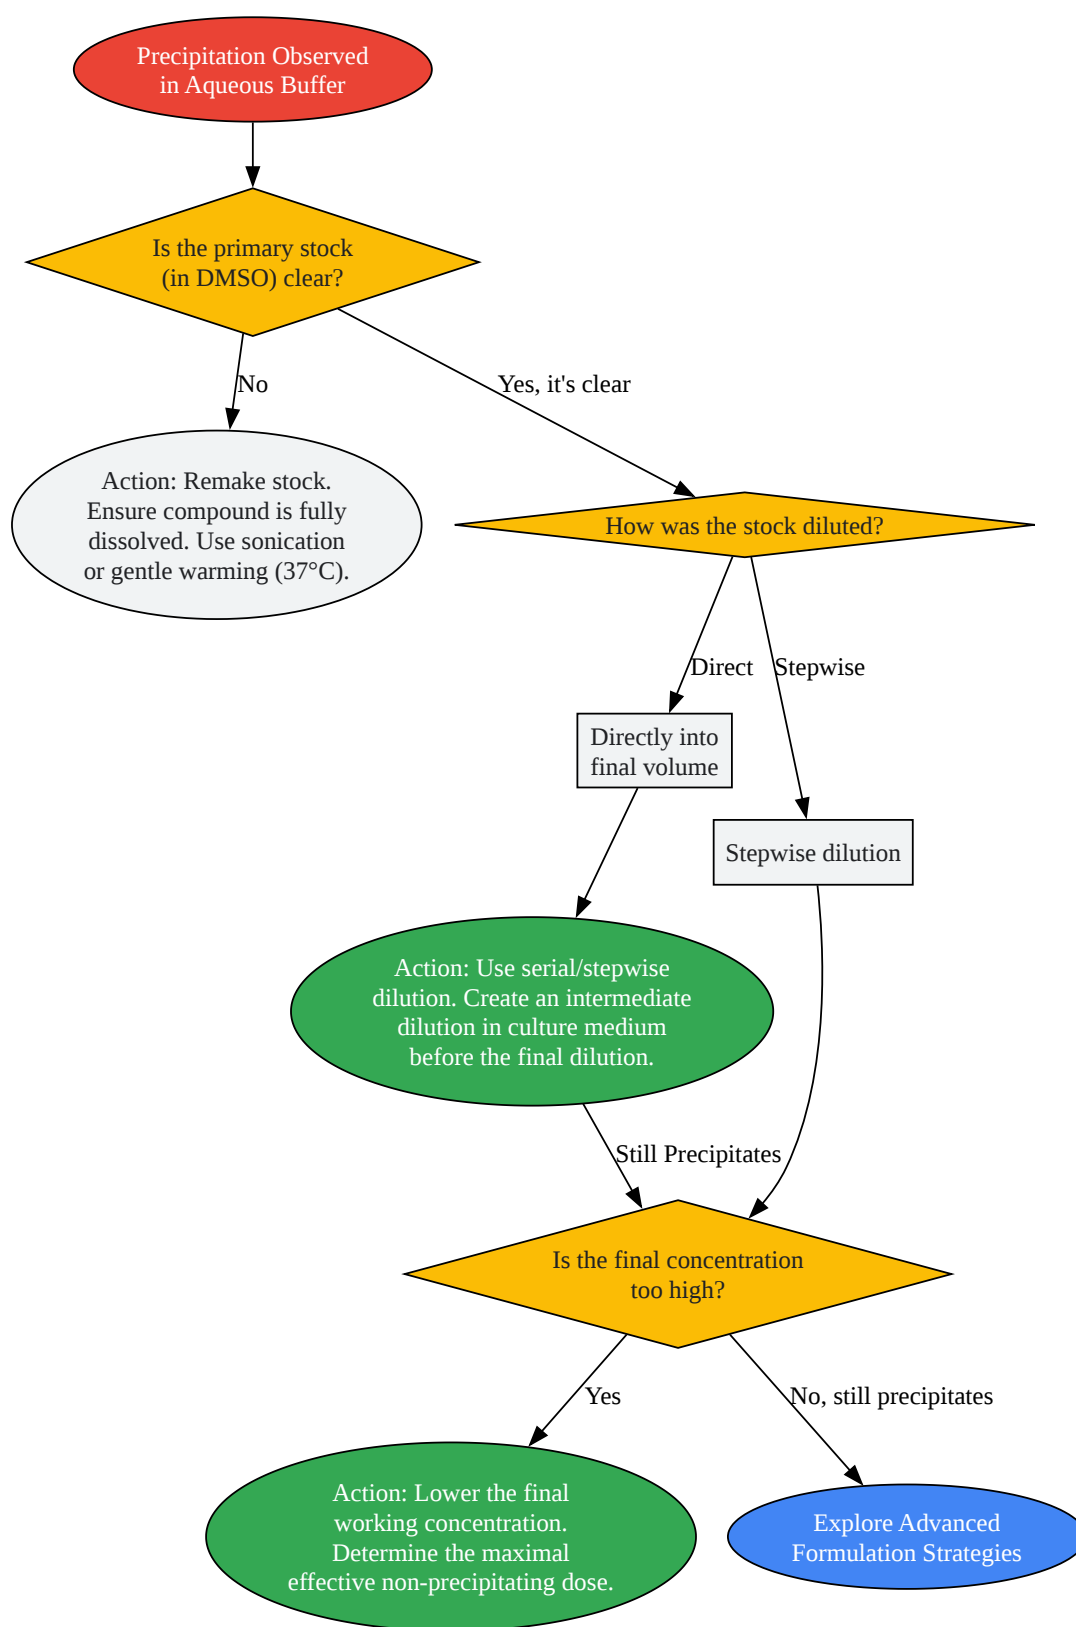 Precipitation Observed
in Aqueous Buffer
Is the primary stock
(in DMSO) clear?
No
Yes, it's clear
Action: Remake stock.
Ensure compound is fully
dissolved. Use sonication
or gentle warming (37°C).
How was the stock diluted?
Direct
Stepwise
Directly into
final volume
Stepwise dilution
Action: Use serial/stepwise
dilution. Create an intermediate
dilution in culture medium
before the final dilution.
Still Precipitates
Is the final concentration
too high?
Yes
No, still precipitates
Action: Lower the final
working concentration.
Determine the maximal
effective non-precipitating dose.
Explore Advanced
Formulation Strategies